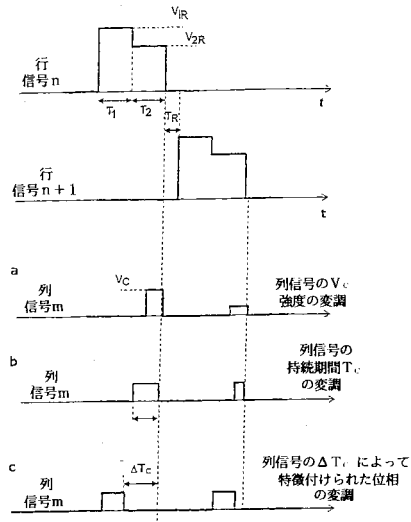 V1R
V2R
行
信号n
t
T1
T2
TR
行
信号n+1
t
a
VC
列
信号m
列信号のVc
強度の変調
b
列
信号m
列信号の
持続期間Tc
の変調
c
列
信号m
ΔTc
列信号のΔTcによって
特徴付けられた位相
の変調